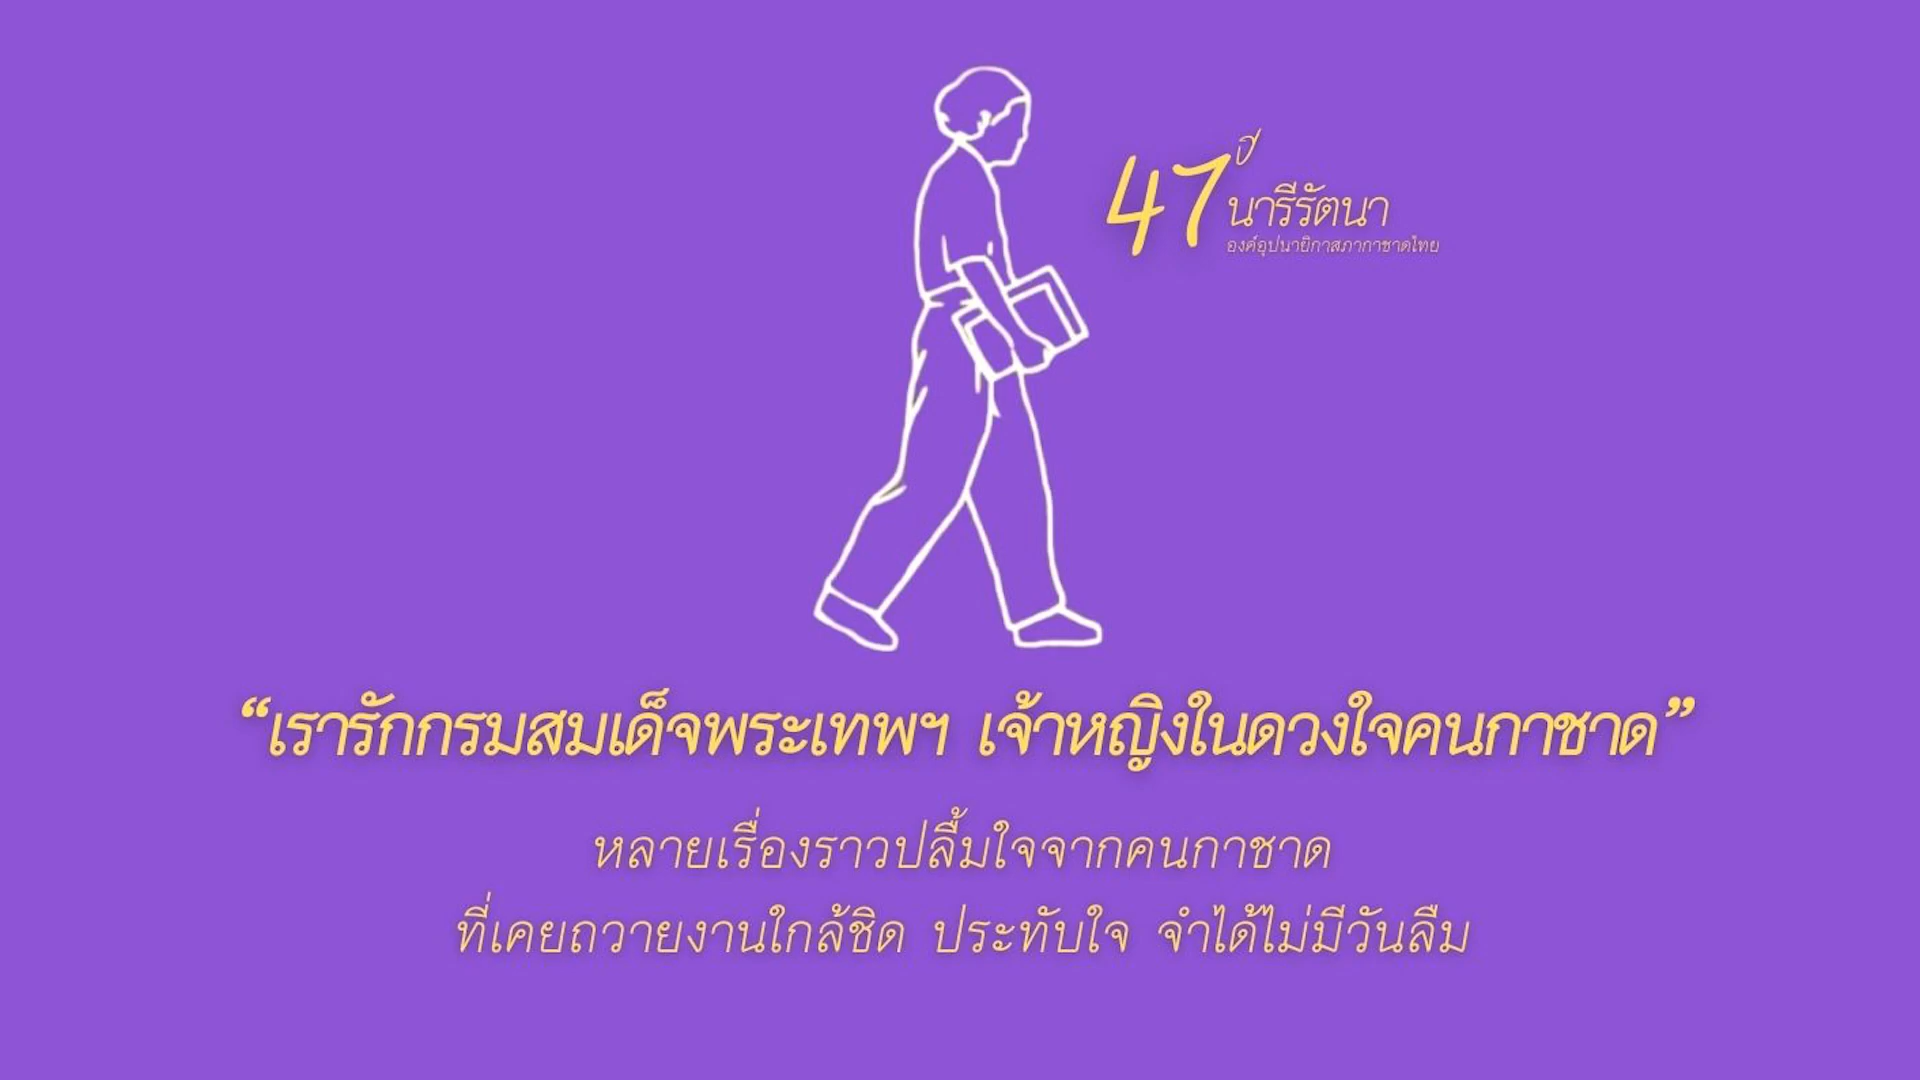 47 ปี
นารีรัตนา
องค์อุปนายิกาสภากาชาดไทย
“เรารักกรมสมเด็จพระเทพฯ เจ้าหญิงในดวงใจคนกาชาด”
หลายเรื่องราวปลื้มใจจากคนกาชาด
ที่เคยถวายงานใกล้ชิด ประทับใจ จำได้ไม่มีวันลืม